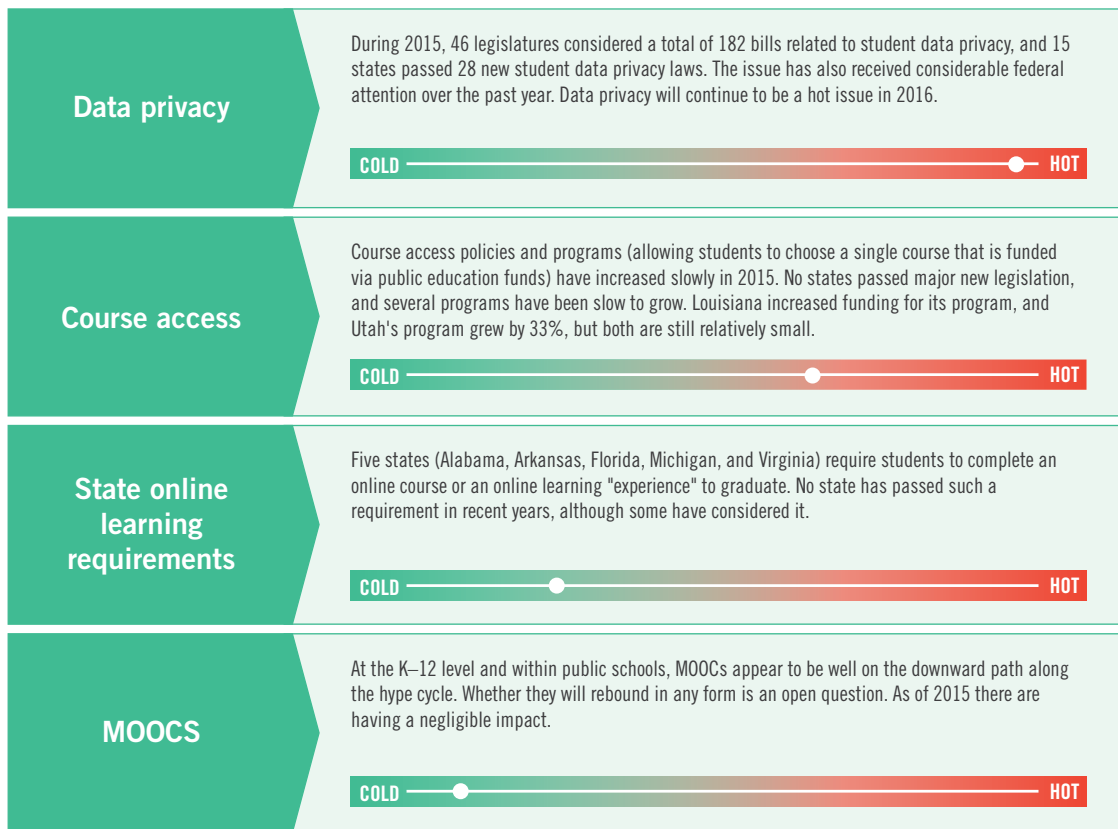 Data privacy
During 2015, 46 legislatures considered a total of 182 bills related to student data privacy, and 15
states passed 28 new student data privacy laws. The issue has also received considerable federal
attention over the past year. Data privacy will continue to be a hot issue in 2016.
COLD HOT
Course access
Course access policies and programs (allowing students to choose a single course that is funded
via public education funds) have increased slowly in 2015. No states passed major new legislation,
and several programs have been slow to grow. Louisiana increased funding for its program, and
Utah's program grew by 33%, but both are still relatively small.
COLD HOT
State online
learning
requirements
Five states (Alabama, Arkansas, Florida, Michigan, and Virginia) require students to complete an
online course or an online learning "experience" to graduate. No state has passed such a
requirement in recent years, although some have considered it.
COLD HOT
MOOCS
At the K–12 level and within public schools, MOOCs appear to be well on the downward path along
the hype cycle. Whether they will rebound in any form is an open question. As of 2015 there are
having a negligible impact.
COLD HOT